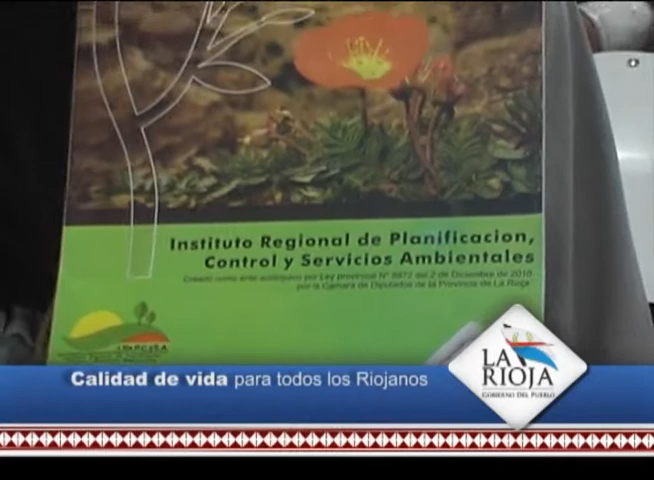 Instituto Regional de Planificacion,
Control y Servicios Ambientales
Creado como ente autárquico por Ley provincial N° 8872 del 2 de Diciembre de 2010
por la Cámara de Diputados de la Provincia de La Rioja
Calidad de vida para todos los Riojanos
LA
RIOJA
GOBIERNO DEL PUEBLO